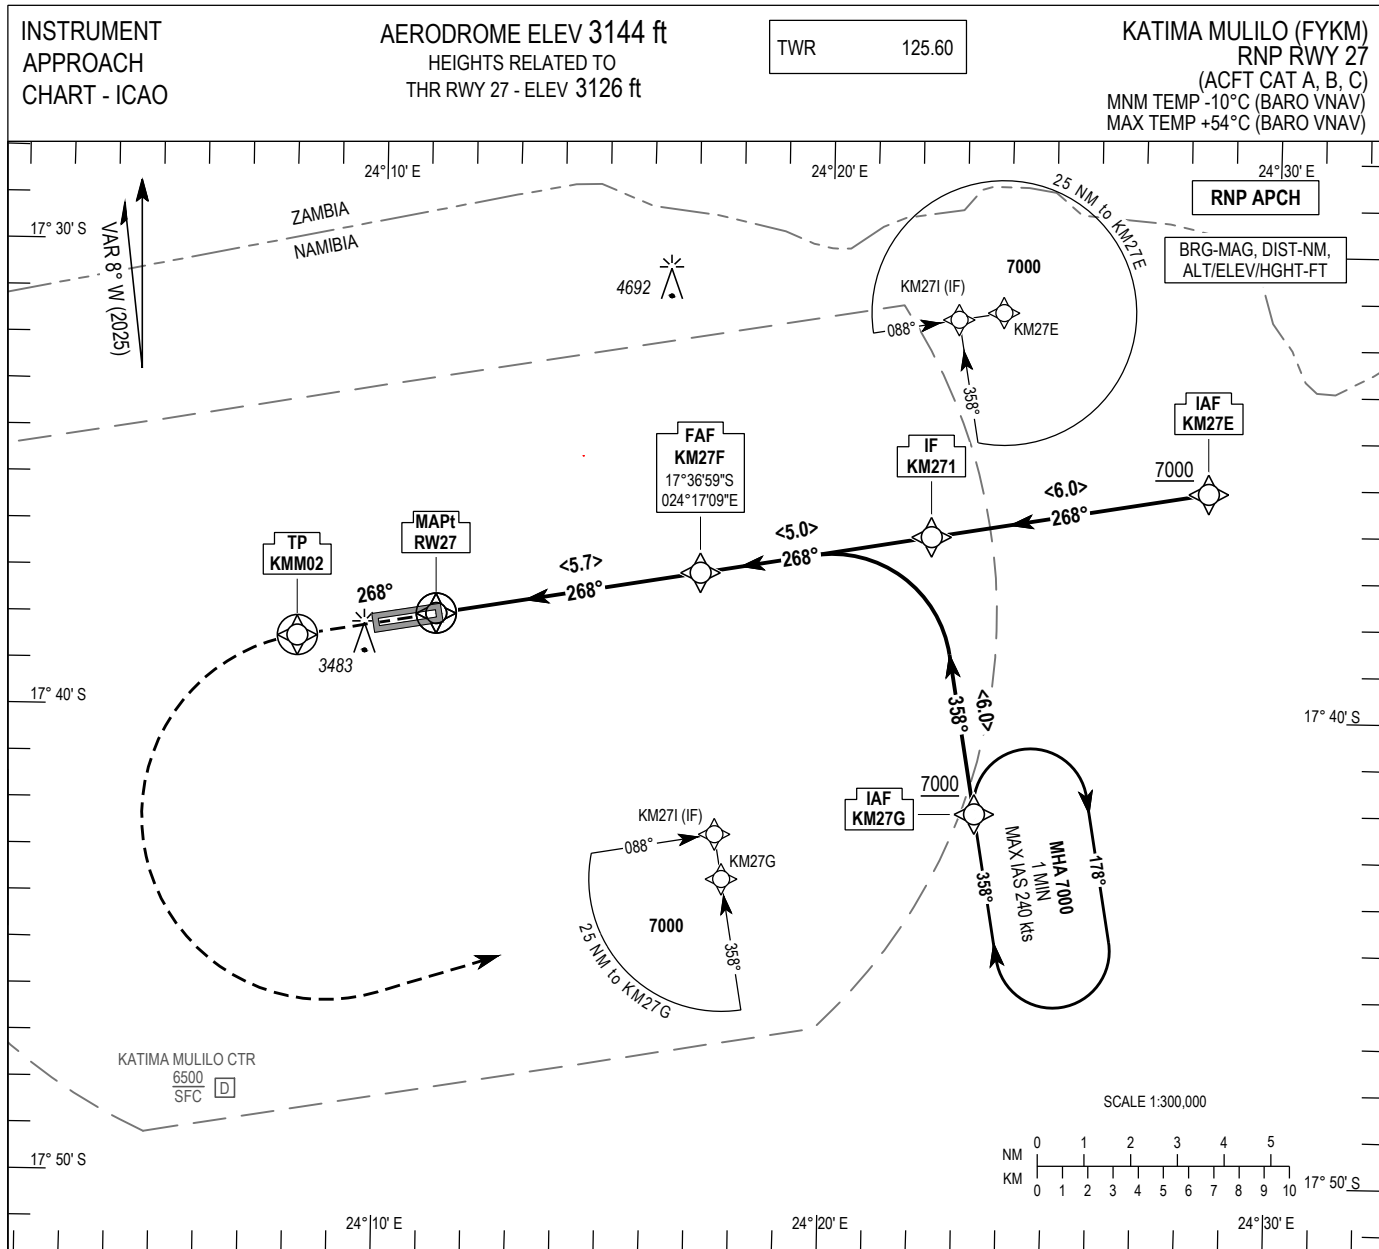 INSTRUMENT
APPROACH
CHART - ICAO
AERODROME ELEV 3144 ft
HEIGHTS RELATED TO
THR RWY 27 - ELEV 3126 ft
TWR 125.60
KATIMA MULILO (FYKM)
RNP RWY 27
(ACFT CAT A, B, C)
MNM TEMP -10°C (BARO VNAV)
MAX TEMP +54°C (BARO VNAV)
24° 10' E
24° 20' E
24° 30' E
17° 30' S
VAR 8° W (2025)
ZAMBIA
NAMIBIA
4692
25 NM to KM27E
7000
KM27I (IF)
088°
KM27E
358°
RNP APCH
BRG-MAG, DIST-NM,
ALT/ELEV/HGHT-FT
IAF
KM27E
7000
IF
KM271
FAF
KM27F
17°36'59"S
024°17'09"E
MAPt
RW27
TP
KMM02
<6.0>
268°
<5.0>
268°
<5.7>
268°
268°
3483
17° 40' S
17° 40' S
358°
<6.0>
7000
IAF
KM27G
MHA 7000
1 MIN
MAX IAS 240 kts
358°
178°
KM27I (IF)
088°
KM27G
7000
358°
25 NM to KM27G
KATIMA MULILO CTR
6500
SFC
D
SCALE 1:300,000
NM 0 1 2 3 4 5
KM 0 1 2 3 4 5 6 7 8 9 10
17° 50' S
17° 50' S
24° 10' E
24° 20' E
24° 30' E